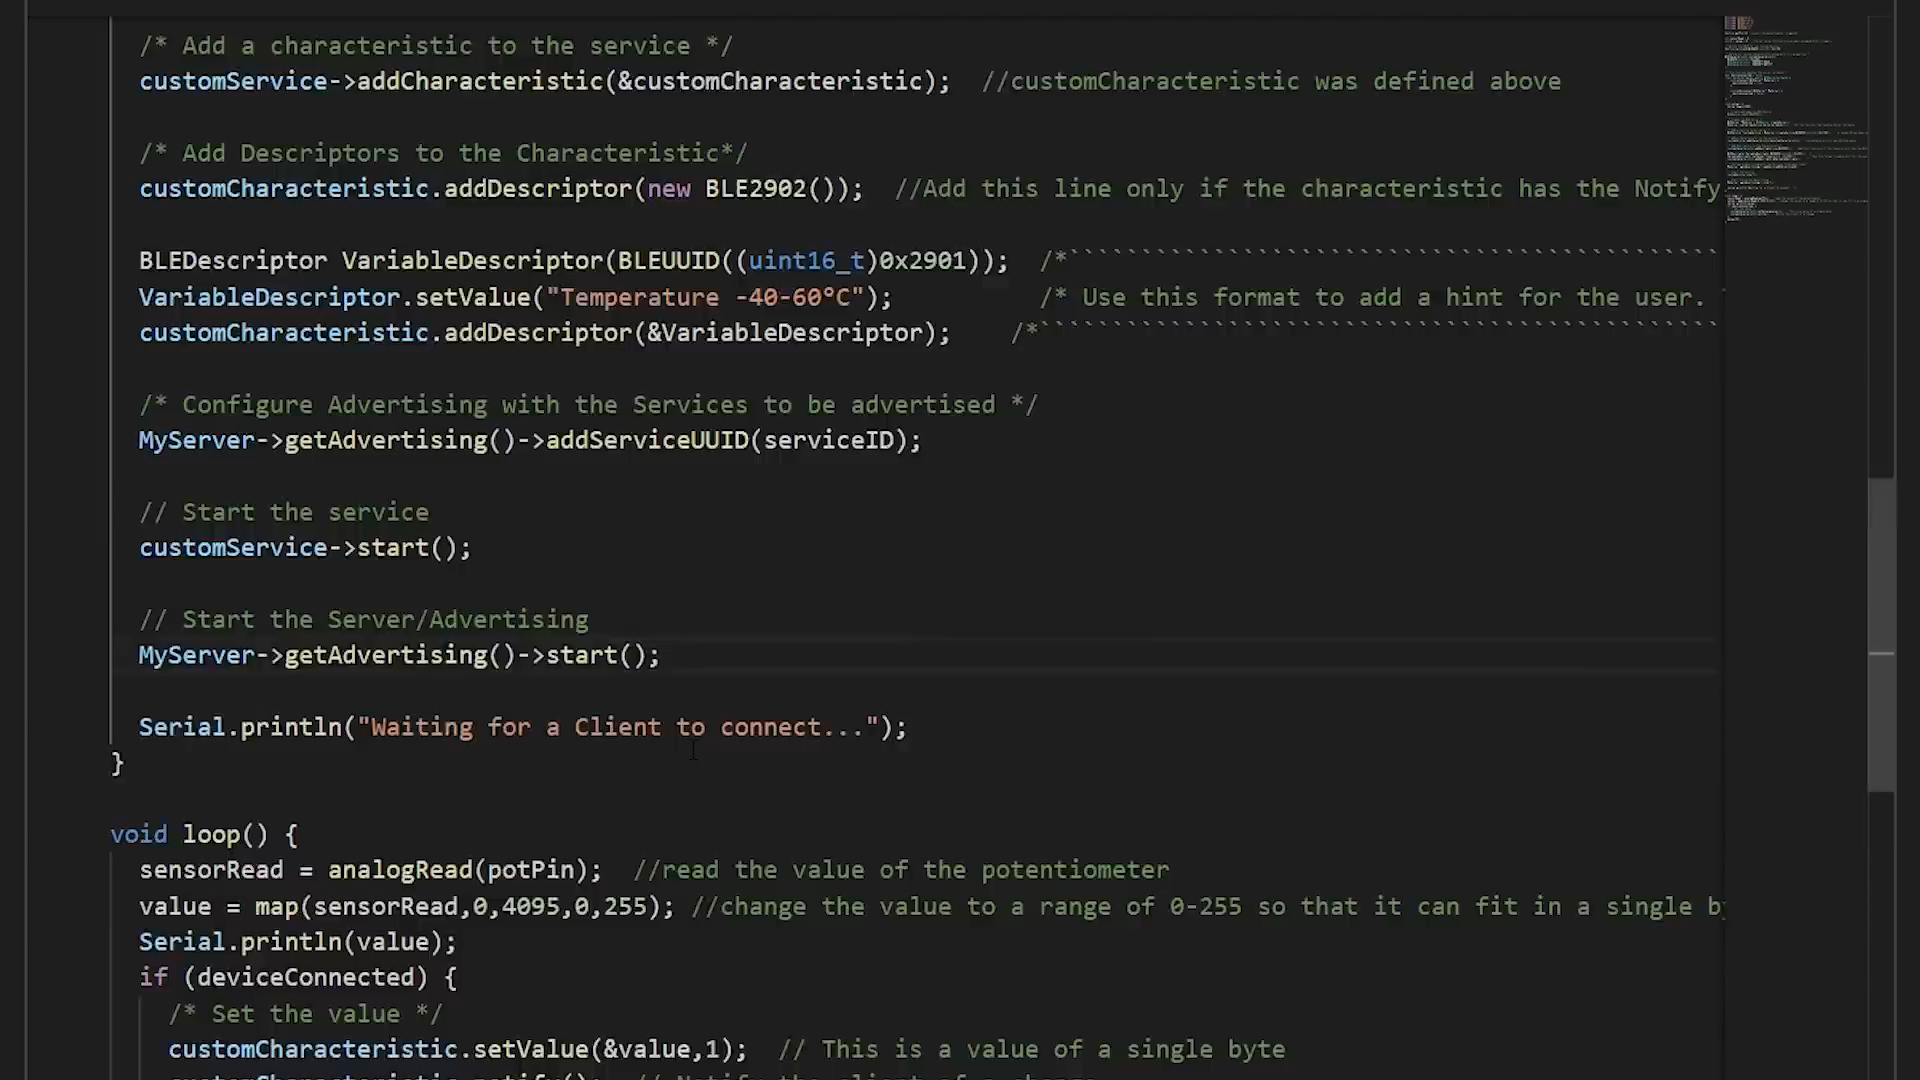 /* Add a characteristic to the service */
customService->addCharacteristic(&customCharacteristic);  //customCharacteristic was defined above
/* Add Descriptors to the Characteristic*/
customCharacteristic.addDescriptor(new BLE2902());  //Add this line only if the characteristic has the Notify
BLEDescriptor VariableDescriptor(BLEUUID((uint16_t)0x2901));  /*`````````````````````````````````````````````
VariableDescriptor.setValue("Temperature -40-60°C");          /* Use this format to add a hint for the user.
customCharacteristic.addDescriptor(&VariableDescriptor);    /*```````````````````````````````````````````````
/* Configure Advertising with the Services to be advertised */
MyServer->getAdvertising()->addServiceUUID(serviceID);
// Start the service
customService->start();
// Start the Server/Advertising
MyServer->getAdvertising()->start();
Serial.println("Waiting for a Client to connect...");
}
void loop() {
sensorRead = analogRead(potPin);  //read the value of the potentiometer
value = map(sensorRead,0,4095,0,255); //change the value to a range of 0-255 so that it can fit in a single
Serial.println(value);
if (deviceConnected) {
/* Set the value */
customCharacteristic.setValue(&value,1);  // This is a value of a single byte